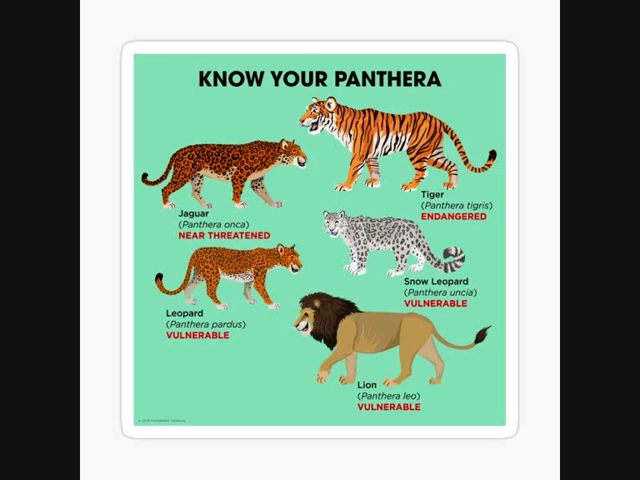 KNOW YOUR PANTHERA
Jaguar
(Panthera onca)
NEAR THREATENED
Tiger
(Panthera tigris)
ENDANGERED
Leopard
(Panthera pardus)
VULNERABLE
Snow Leopard
(Panthera uncia)
VULNERABLE
Lion
(Panthera leo)
VULNERABLE